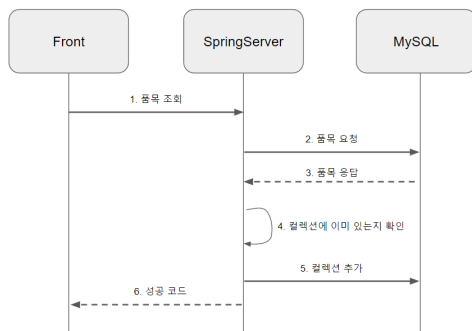 Front
SpringServer
MySQL
1. 품목 조회
2. 품목 요청
3. 품목 응답
4. 컬렉션에 이미 있는지 확인
5. 컬렉션 추가
6. 성공 코드